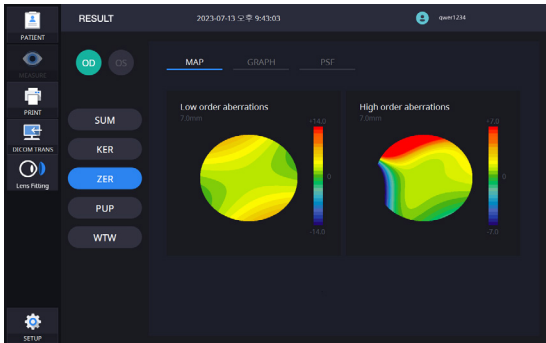 RESULT
2023-07-13 오후 9:43:03
qwer1234
PATIENT
MEASURE
PRINT
DICOM TRANS
Lens Fitting
SETUP
OD
OS
SUM
KER
ZER
PUP
WTW
MAP
GRAPH
PSF
Low order aberrations
7.0mm
+14.0
0
-14.0
High order aberrations
7.0mm
+7.0
0
-7.0